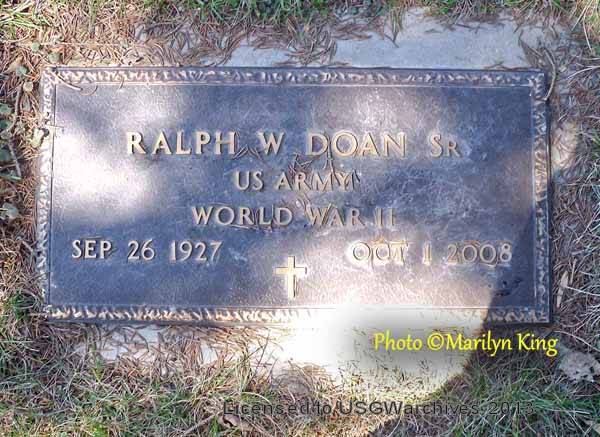 RALPH W DOAN SR
US ARMY
WORLD WAR II
SEP 26 1927 OCT 1 2008
Photo ©Marilyn King
Licensed to USGWarchives 2013